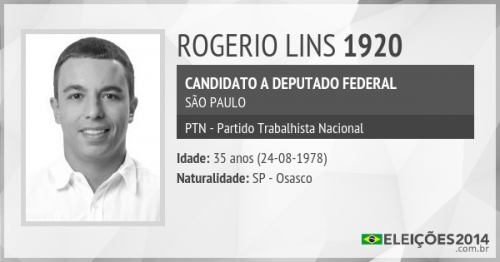 ROGERIO LINS 1920
CANDIDATO A DEPUTADO FEDERAL
SÃO PAULO
PTN - Partido Trabalhista Nacional
Idade: 35 anos (24-08-1978)
Naturalidade: SP - Osasco
ELEIÇÕES2014
.com.br